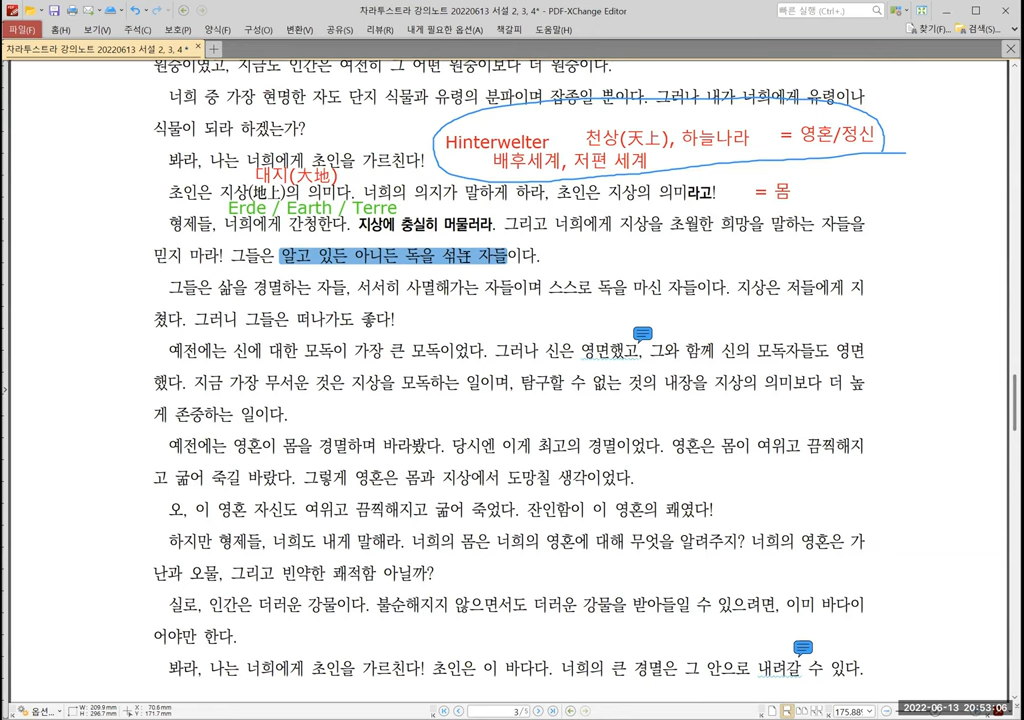 차라투스트라 강의노트 20220613 서설 2, 3, 4* - PDF-XChange Editor
빠른 실행 (Ctrl+.)
파일(F) 홈(H) 보기(V) 주석(C) 보호(P) 양식(F) 구성(O) 변환(V) 공유(S) 리뷰(R) 내게 필요한 옵션(A) 책갈피 도움말(H) 찾기(F)... 검색(S)...
차라투스트라 강의노트 20220613 서설 2, 3, 4 *
원숭이였고, 지금도 인간은 여전히 그 어떤 원숭이보다 더 원숭이다.
너희 중 가장 현명한 자도 단지 식물과 유령의 분파이며 잡종일 뿐이다. 그러나 내가 너희에게 유령이나
식물이 되라 하겠는가?
Hinterwelter 천상(天上), 하늘나라 = 영혼/정신
배후세계, 저편 세계
봐라, 나는 너희에게 초인을 가르친다!
대지(大地)
초인은 지상(地上)의 의미다. 너희의 의지가 말하게 하라, 초인은 지상의 의미라고! = 몸
Erde / Earth / Terre
형제들, 너희에게 간청한다. 지상에 충실히 머물러라. 그리고 너희에게 지상을 초월한 희망을 말하는 자들을
믿지 마라! 그들은 알고 있든 아니든 독을 섞는 자들이다.
그들은 삶을 경멸하는 자들, 서서히 사멸해가는 자들이며 스스로 독을 마신 자들이다. 지상은 저들에게 지
쳤다. 그러니 그들은 떠나가도 좋다!
예전에는 신에 대한 모독이 가장 큰 모독이었다. 그러나 신은 영면했고, 그와 함께 신의 모독자들도 영면
했다. 지금 가장 무서운 것은 지상을 모독하는 일이며, 탐구할 수 없는 것의 내장을 지상의 의미보다 더 높
게 존중하는 일이다.
예전에는 영혼이 몸을 경멸하며 바라봤다. 당시엔 이게 최고의 경멸이었다. 영혼은 몸이 여위고 끔찍해지
고 굶어 죽길 바랐다. 그렇게 영혼은 몸과 지상에서 도망칠 생각이었다.
오, 이 영혼 자신도 여위고 끔찍해지고 굶어 죽었다. 잔인함이 이 영혼의 쾌였다!
하지만 형제들, 너희도 내게 말해라. 너희의 몸은 너희의 영혼에 대해 무엇을 알려주지? 너희의 영혼은 가
난과 오물, 그리고 빈약한 쾌적함 아닐까?
실로, 인간은 더러운 강물이다. 불순해지지 않으면서도 더러운 강물을 받아들일 수 있으려면, 이미 바다이
어야만 한다.
봐라, 나는 너희에게 초인을 가르친다! 초인은 이 바다다. 너희의 큰 경멸은 그 안으로 내려갈 수 있다.
옵션... W: 209.9 mm X: 70.6 mm 3/5 175.88%
H: 296.7 mm Y: 171.7 mm
2022-06-13 20:53:06